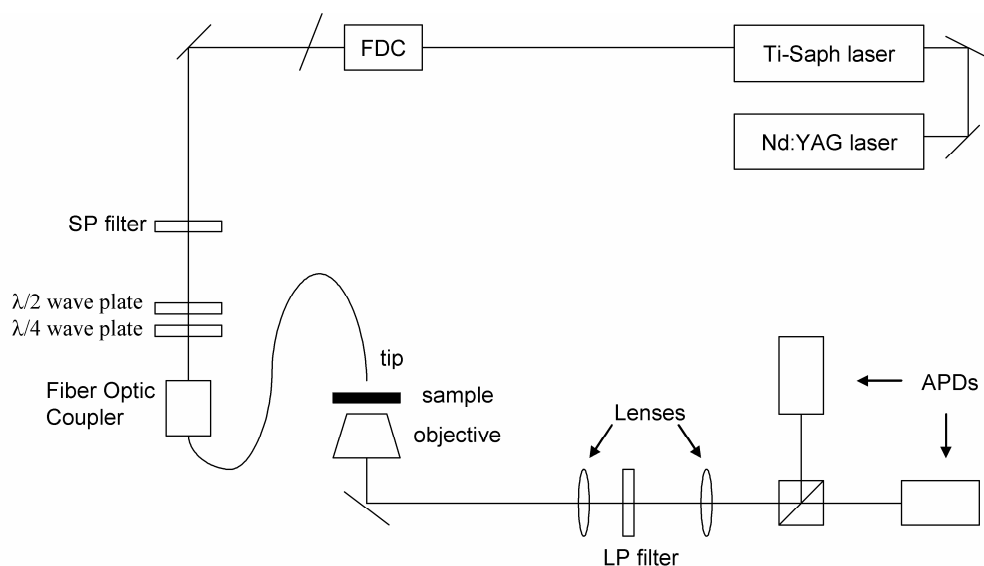 FDC
Ti-Saph laser
Nd:YAG laser
SP filter
λ/2 wave plate
λ/4 wave plate
Fiber Optic
Coupler
tip
sample
objective
Lenses
LP filter
APDs